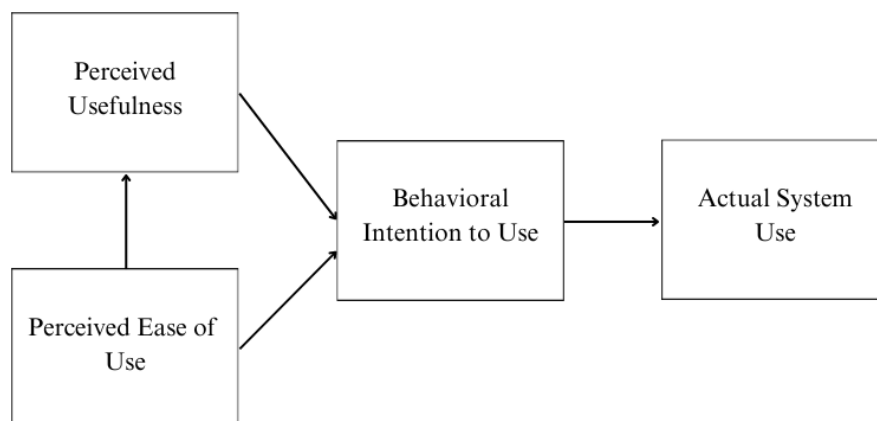 Perceived
Usefulness
Behavioral
Intention to Use
Actual System
Use
Perceived Ease of
Use